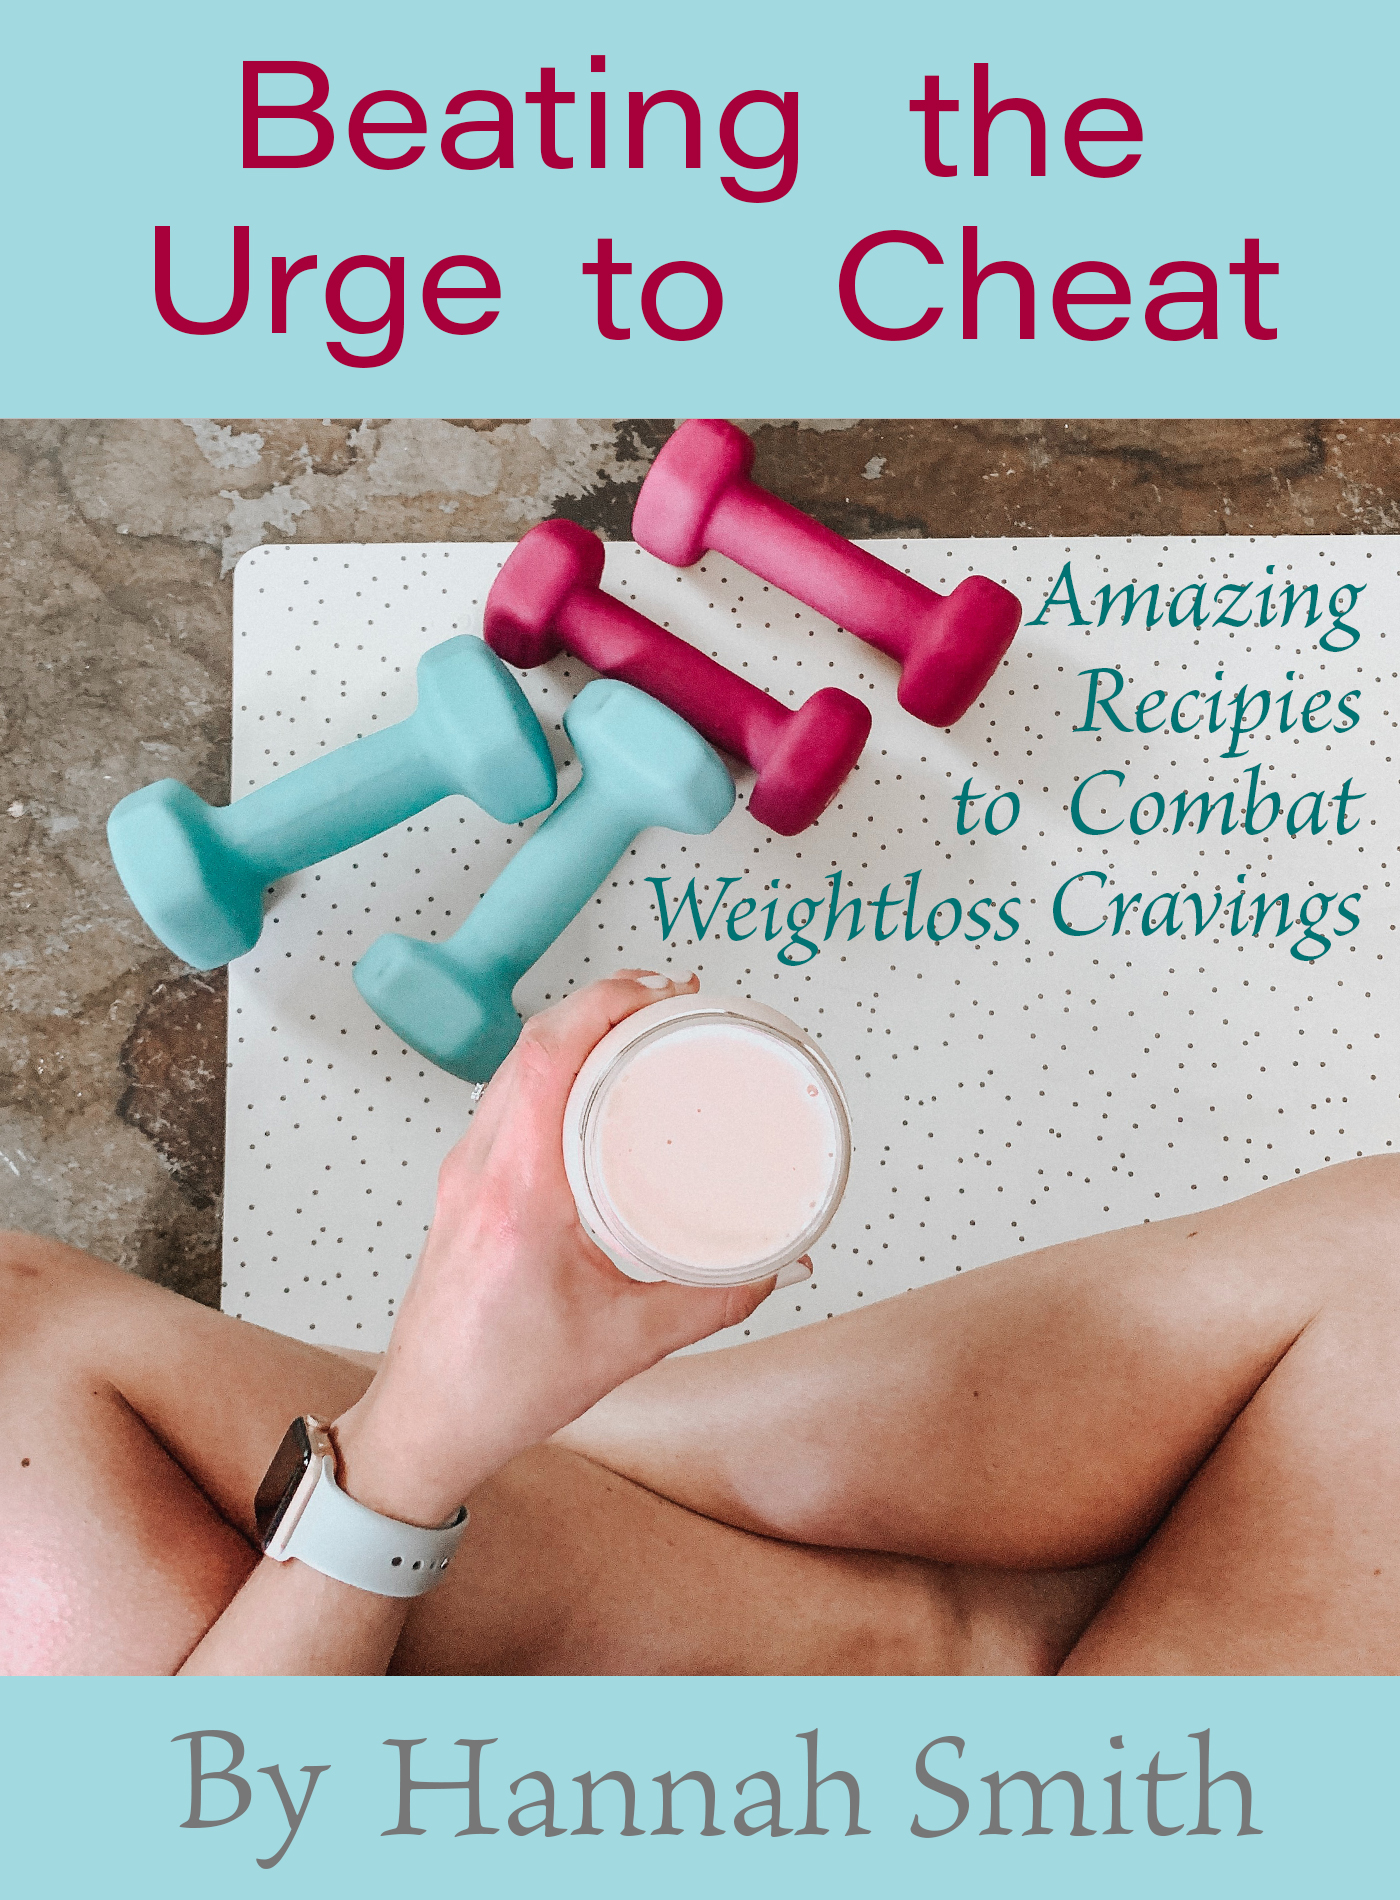 Beating the
Urge to Cheat
Amazing
Recipies
to Combat
Weightloss Cravings
By Hannah Smith